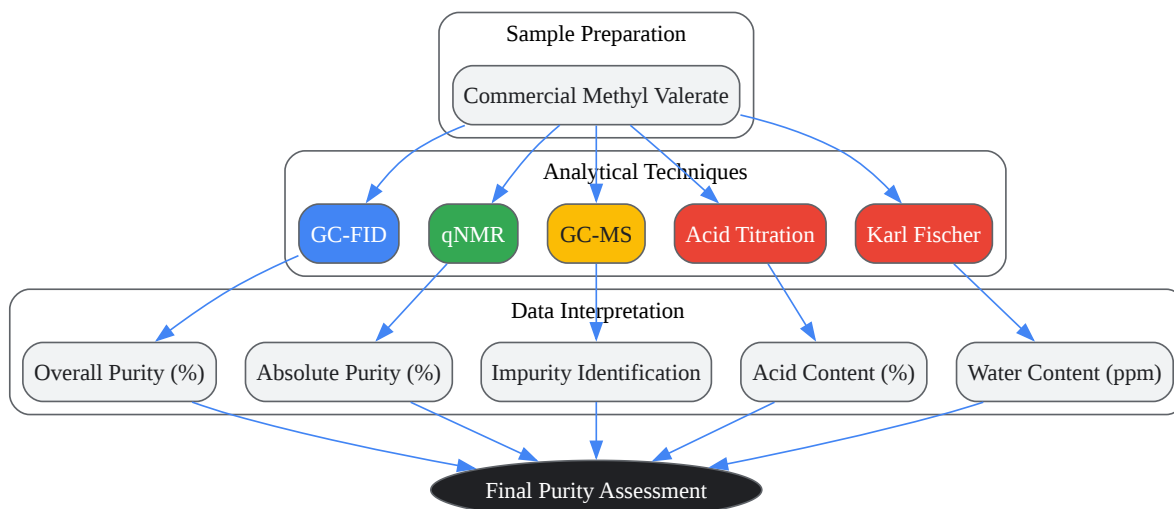 Sample Preparation
Commercial Methyl Valerate
Analytical Techniques
GC-FID
qNMR
GC-MS
Acid Titration
Karl Fischer
Data Interpretation
Overall Purity (%)
Absolute Purity (%)
Impurity Identification
Acid Content (%)
Water Content (ppm)
Final Purity Assessment